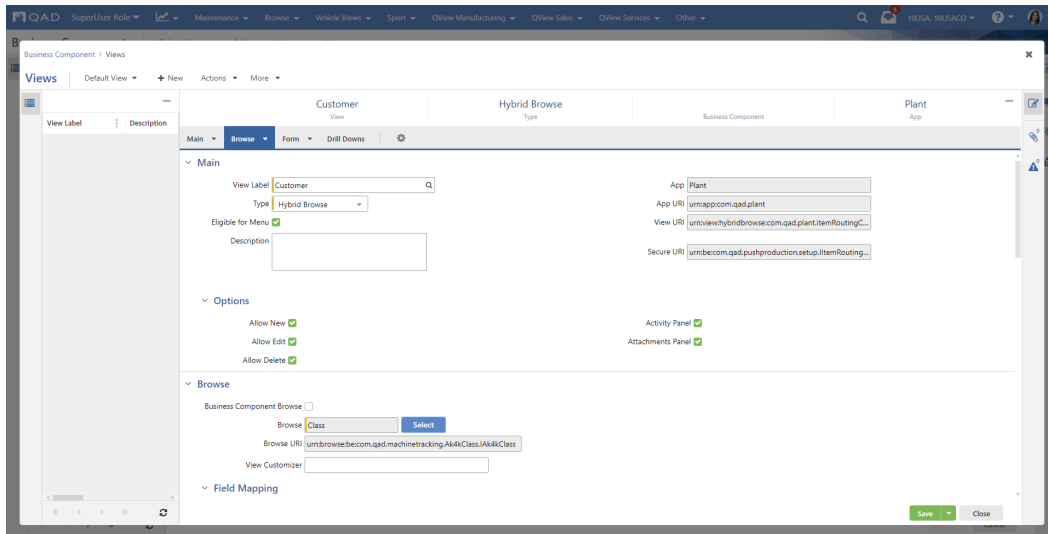 QAD SuperUser Role Maintenance Browse Vehicle Views Sport QView Manufacturing QView Sales QView Services Other 5 10USA, 10USACO
Business Component > Views
Views Default View + New Actions More
Customer Hybrid Browse Plant
View Type Business Component App
View Label Description
Main Browse Form Drill Downs
0
0
Main
View Label Customer App Plant
Type Hybrid Browse App URI urn:app:com.qad.plant
Eligible for Menu View URI urn:view:hybridbrowse:com.qad.plant.itemRoutingC...
Description
Secure URI urn:be:com.qad.pushproduction.setup.IItemRouting...
Options
Allow New Activity Panel
Allow Edit Attachments Panel
Allow Delete
Browse
Business Component Browse
Browse Class Select
Browse URI urn:browse:be:com.qad.machinetracking.Ak4kClass.IAk4kClass
View Customizer
Field Mapping
Save Close